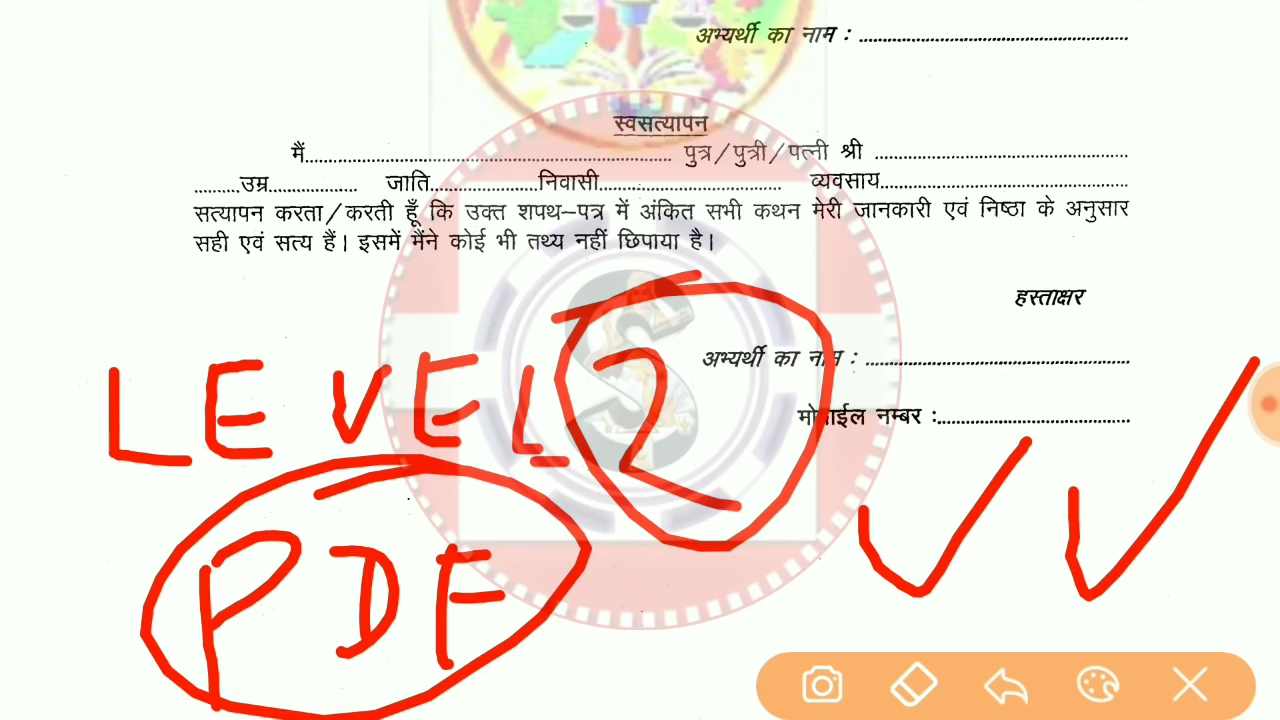 अभ्यर्थी का नाम : ........................................................
स्वसत्यापन
मैं.............................................................. पुत्र/पुत्री/पत्नी श्री ...........................................
.........उम्र................. जाति.....................निवासी.................................. व्यवसाय............................................
सत्यापन करता/करती हूँ कि उक्त शपथ–पत्र में अंकित सभी कथन मेरी जानकारी एवं निष्ठा के अनुसार
सही एवं सत्य हैं। इसमें मैंने कोई भी तथ्य नहीं छिपाया है।
हस्ताक्षर
अभ्यर्थी का नाम : ........................................................
मोबाईल नम्बर :..........................................
LEVEL 2
PDF